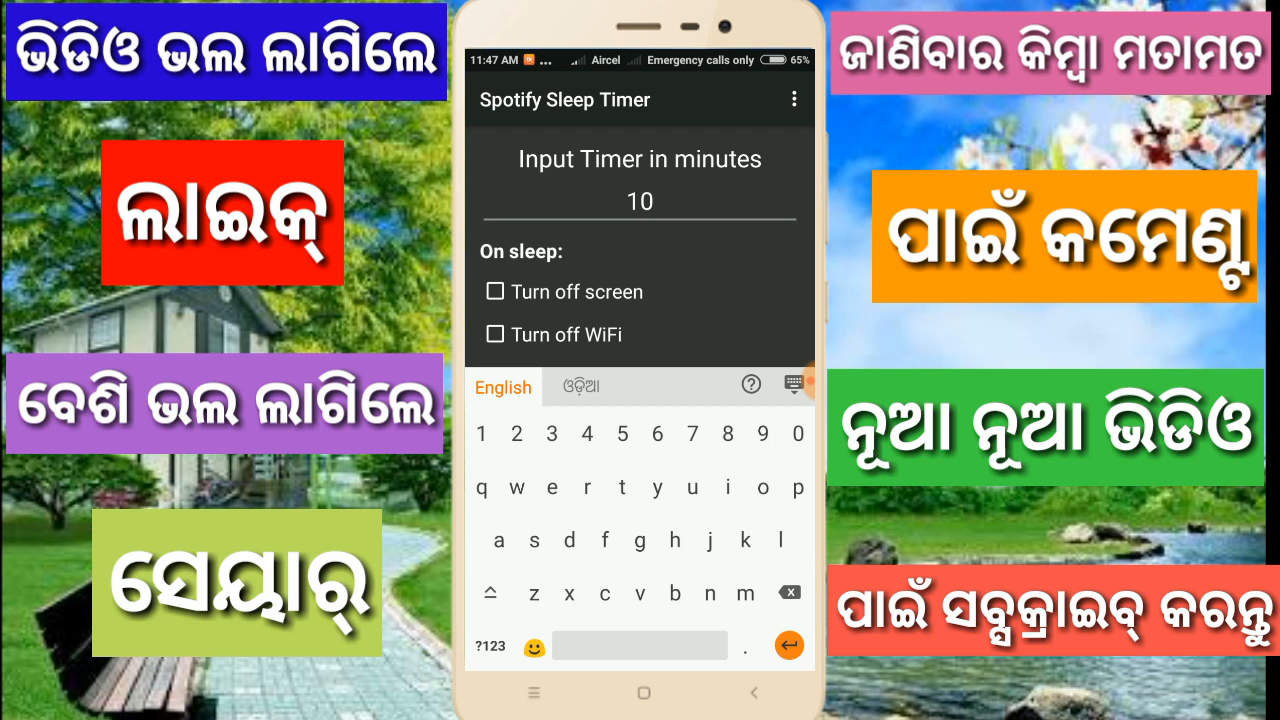 ଭିଡିଓ ଭଲ ଲାଗିଲେ
ଲାଇକ୍
ବେଶି ଭଲ ଲାଗିଲେ
ସେୟାର୍
11:47 AM ... Aircel Emergency calls only 65%
Spotify Sleep Timer
Input Timer in minutes
10
On sleep:
Turn off screen
Turn off WiFi
English ଓଡ଼ିଆ
1 2 3 4 5 6 7 8 9 0
q w e r t y u i o p
a s d f g h j k l
z x c v b n m
?123 .
ଜାଣିବାର କିମ୍ବା ମତାମତ
ପାଇଁ କମେଣ୍ଟ
ନୂଆ ନୂଆ ଭିଡିଓ
ପାଇଁ ସବ୍ସକ୍ରାଇବ୍ କରନ୍ତୁ